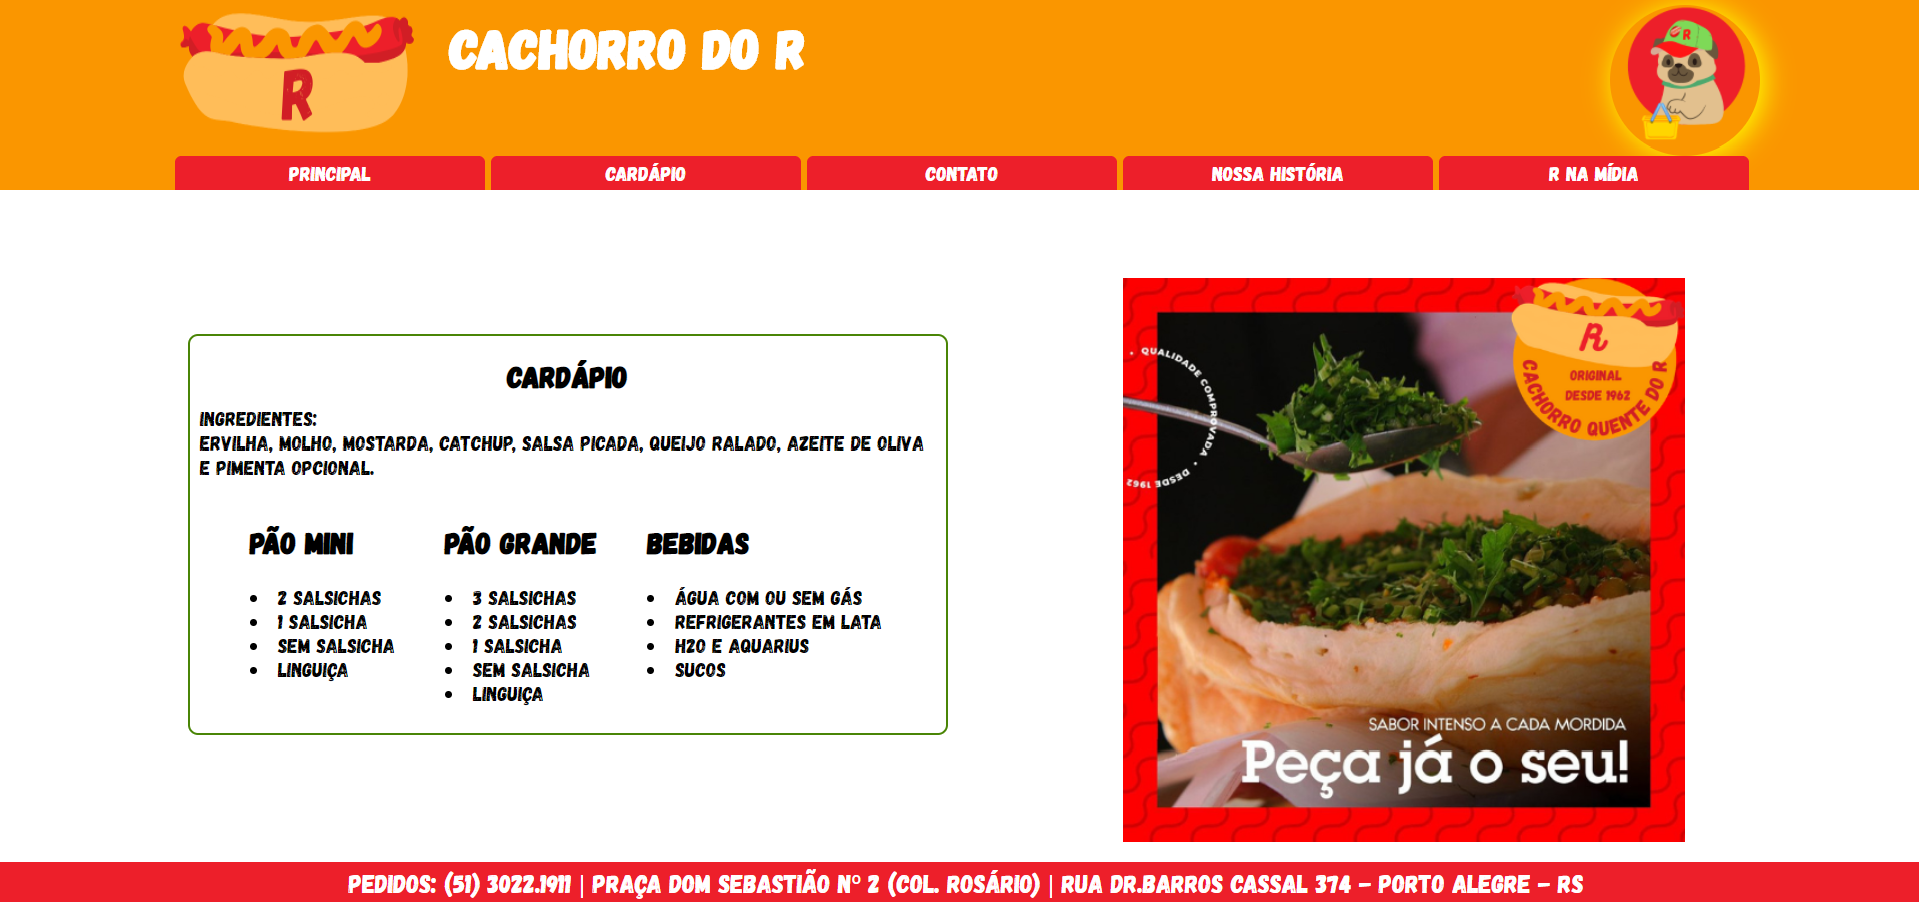 R
CACHORRO DO R
R
PRINCIPAL
CARDÁPIO
CONTATO
NOSSA HISTÓRIA
R NA MÍDIA
CARDÁPIO
INGREDIENTES:
ERVILHA, MOLHO, MOSTARDA, CATCHUP, SALSA PICADA, QUEIJO RALADO, AZEITE DE OLIVA
E PIMENTA OPCIONAL.
PÃO MINI
• 2 SALSICHAS
• 1 SALSICHA
• SEM SALSICHA
• LINGUIÇA
PÃO GRANDE
• 3 SALSICHAS
• 2 SALSICHAS
• 1 SALSICHA
• SEM SALSICHA
• LINGUIÇA
BEBIDAS
• ÁGUA COM OU SEM GÁS
• REFRIGERANTES EM LATA
• H2O E AQUARIUS
• SUCOS
• QUALIDADE COMPROVADA • DESDE 1962
R
ORIGINAL
DESDE 1962
CACHORRO QUENTE DO R
SABOR INTENSO A CADA MORDIDA
Peça já o seu!
PEDIDOS: (51) 3022.1911 | PRAÇA DOM SEBASTIÃO Nº 2 (COL. ROSÁRIO) | RUA DR.BARROS CASSAL 374 – PORTO ALEGRE – RS